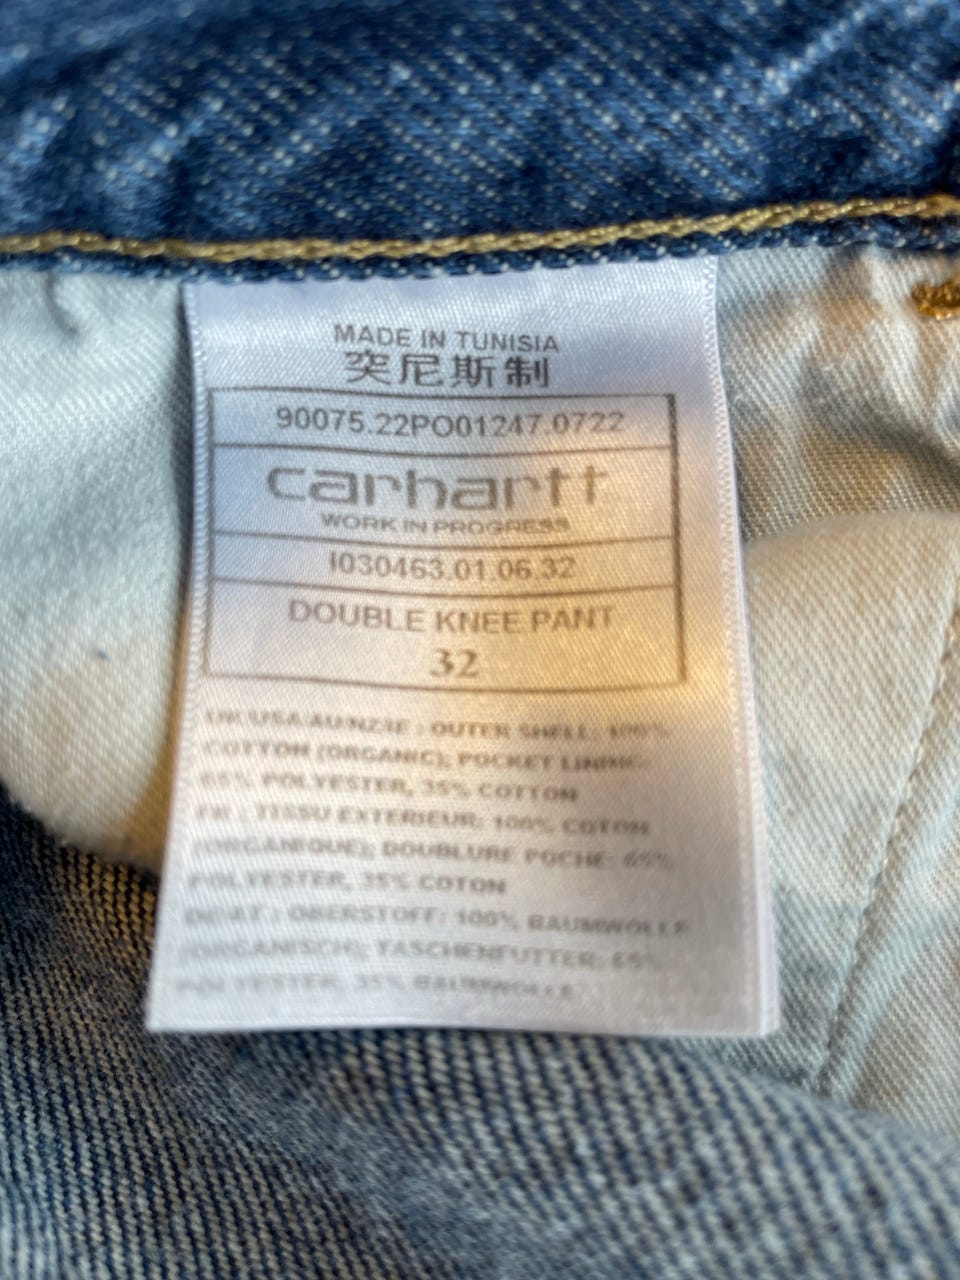 MADE IN TUNISIA
突尼斯制
90075.22PO01247.0722
carhartt
WORK IN PROGRESS
I030463.01.06.32
DOUBLE KNEE PANT
32
UK/USA/AU/NZ/IE : OUTER SHELL: 100%
COTTON (ORGANIC); POCKET LINING:
65% POLYESTER, 35% COTTON
FR : TISSU EXTERIEUR: 100% COTON
(ORGANIQUE); DOUBLURE POCHE: 65%
POLYESTER, 35% COTON
DE/AT : OBERSTOFF: 100% BAUMWOLLE
(ORGANISCH); TASCHENFUTTER: 65%
POLYESTER, 35% BAUMWOLLE